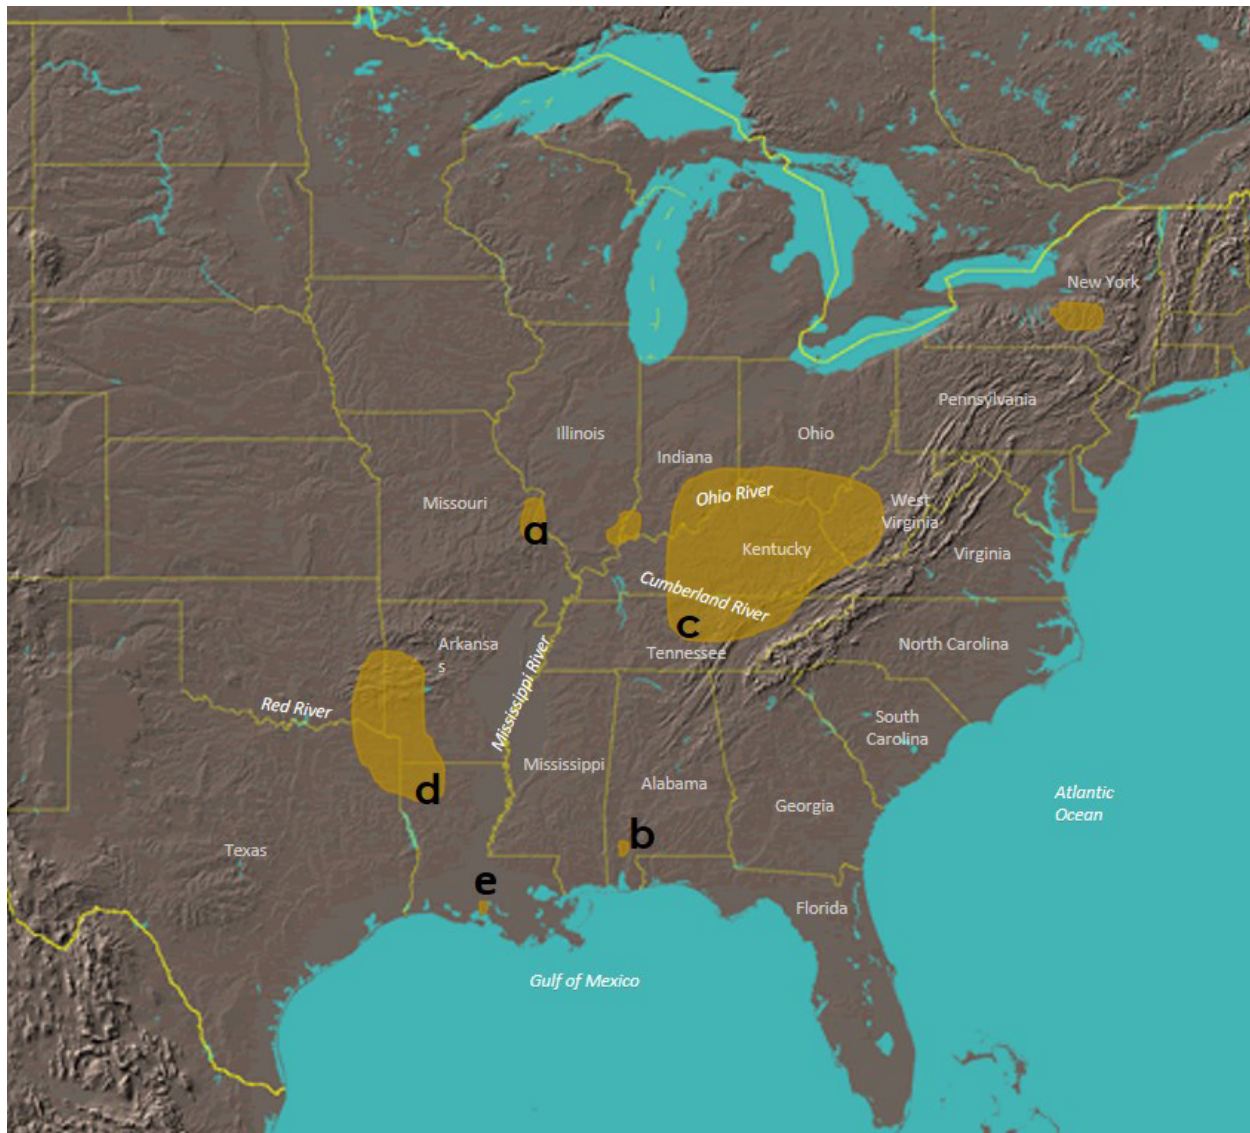 New York
Pennsylvania
Illinois
Ohio
Indiana
Ohio River
West
Virginia
Missouri
a
Kentucky
Virginia
Cumberland River
c
Tennessee
North Carolina
Arkansa
s
Mississippi River
Red River
South
Carolina
Mississippi
Alabama
d
Georgia
Atlantic
Ocean
b
Texas
e
Florida
Gulf of Mexico